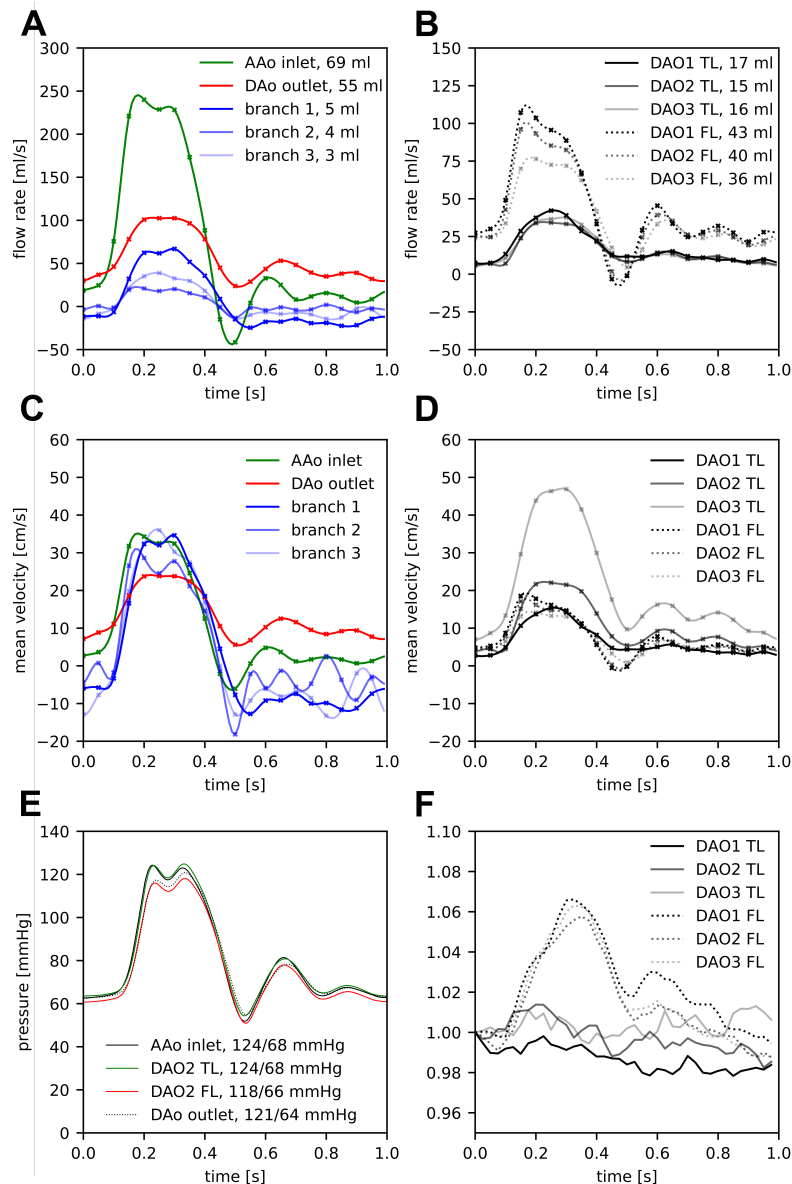 A
B
300
250
200
150
100
50
0
−50
flow rate [ml/s]
AAo inlet, 69 ml
DAo outlet, 55 ml
branch 1, 5 ml
branch 2, 4 ml
branch 3, 3 ml
0.0 0.2 0.4 0.6 0.8 1.0
time [s]
150
125
100
75
50
25
0
−25
−50
flow rate [ml/s]
DAO1 TL, 17 ml
DAO2 TL, 15 ml
DAO3 TL, 16 ml
DAO1 FL, 43 ml
DAO2 FL, 40 ml
DAO3 FL, 36 ml
0.0 0.2 0.4 0.6 0.8 1.0
time [s]
C
D
60
50
40
30
20
10
0
−10
−20
mean velocity [cm/s]
AAo inlet
DAo outlet
branch 1
branch 2
branch 3
0.0 0.2 0.4 0.6 0.8 1.0
time [s]
60
50
40
30
20
10
0
−10
−20
mean velocity [cm/s]
DAO1 TL
DAO2 TL
DAO3 TL
DAO1 FL
DAO2 FL
DAO3 FL
0.0 0.2 0.4 0.6 0.8 1.0
time [s]
E
F
140
120
100
80
60
40
20
0
pressure [mmHg]
AAo inlet, 124/68 mmHg
DAO2 TL, 124/68 mmHg
DAO2 FL, 118/66 mmHg
DAo outlet, 121/64 mmHg
0.0 0.2 0.4 0.6 0.8 1.0
time [s]
1.10
1.08
1.06
1.04
1.02
1.00
0.98
0.96
DAO1 TL
DAO2 TL
DAO3 TL
DAO1 FL
DAO2 FL
DAO3 FL
0.0 0.2 0.4 0.6 0.8 1.0
time [s]